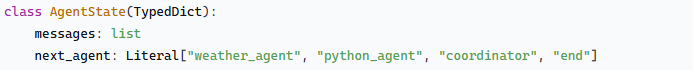 class AgentState(TypedDict):
    messages: list
    next_agent: Literal["weather_agent", "python_agent", "coordinator", "end"]